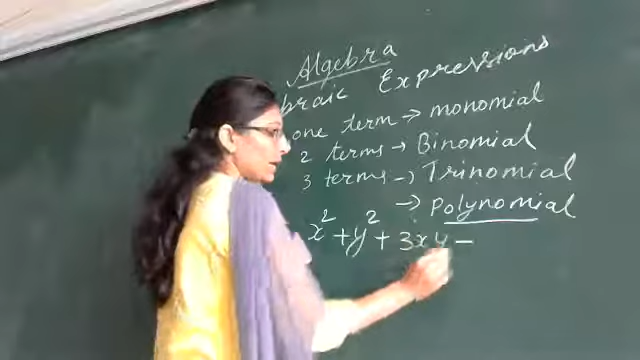 Algebra
braic Expressions
one term → monomial
2 terms → Binomial
3 terms → Trinomial
→ Polynomial
x² + y² + 3xy −